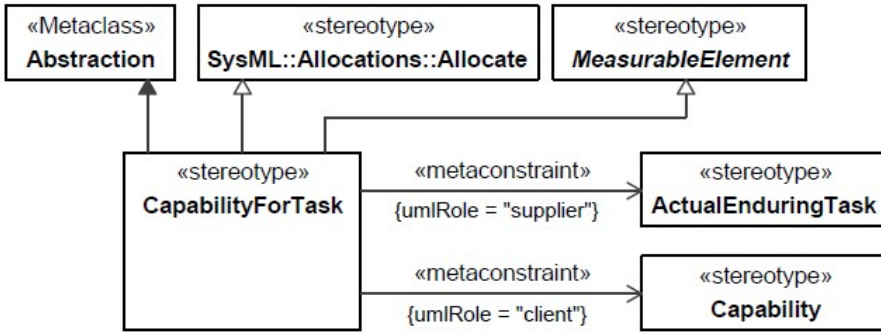 «Metaclass»
Abstraction
«stereotype»
SysML::Allocations::Allocate
«stereotype»
MeasurableElement
«stereotype»
CapabilityForTask
«metaconstraint»
{umlRole = "supplier"}
«stereotype»
ActualEnduringTask
«metaconstraint»
{umlRole = "client"}
«stereotype»
Capability